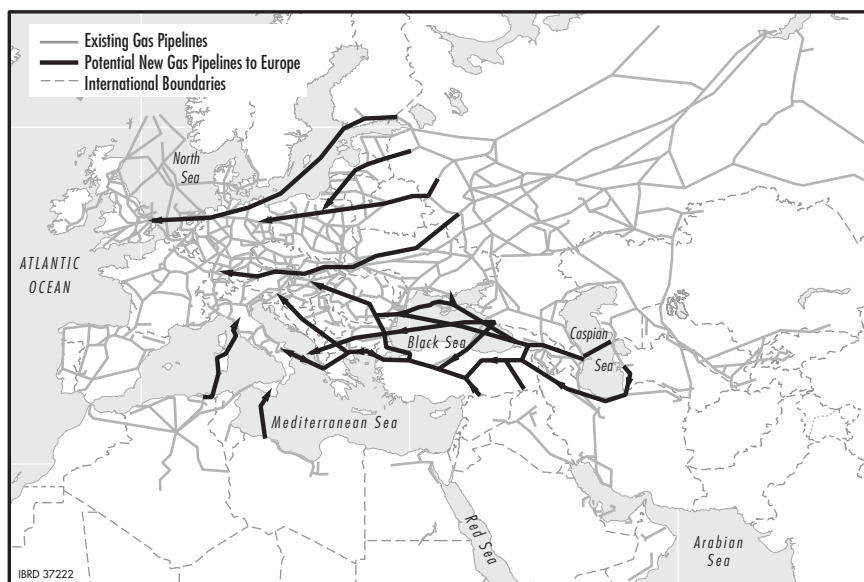 Existing Gas Pipelines
Potential New Gas Pipelines to Europe
International Boundaries
North
Sea
ATLANTIC
OCEAN
Caspian
Sea
Black Sea
Mediterranean Sea
Red Sea
Arabian
Sea
IBRD 37222